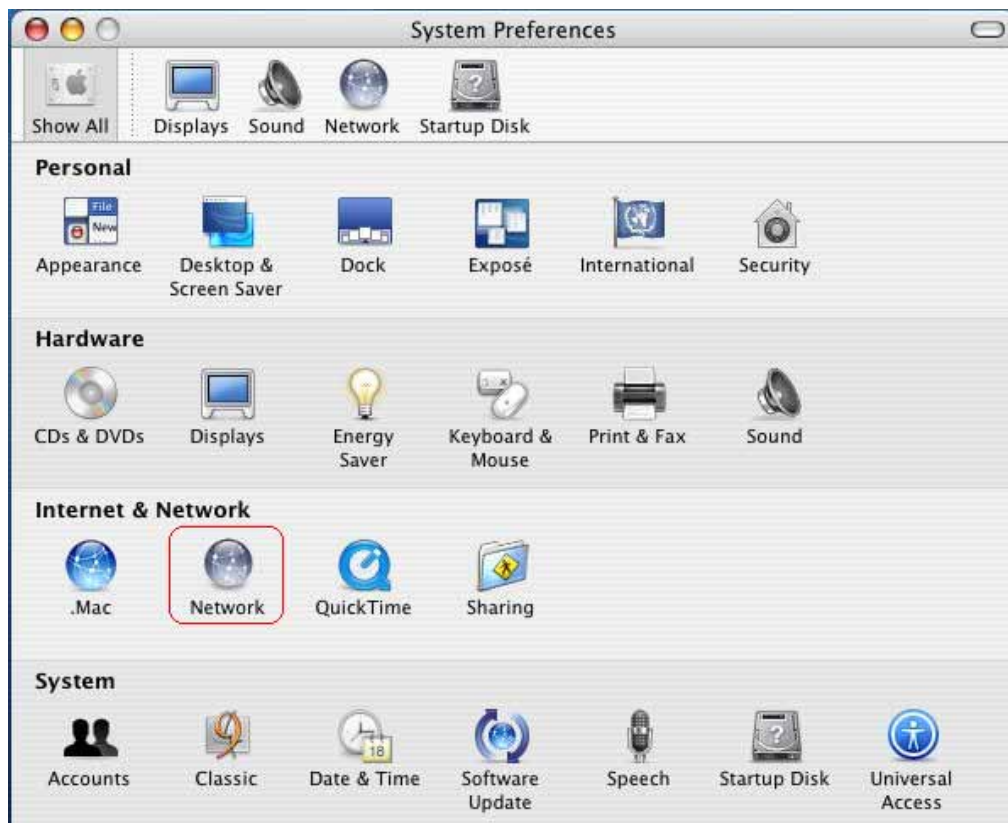 System Preferences
Show All Displays Sound Network Startup Disk
Personal
File
New
Appearance Desktop & Screen Saver Dock Exposé International Security
Hardware
CDs & DVDs Displays Energy Saver Keyboard & Mouse Print & Fax Sound
Internet & Network
.Mac Network QuickTime Sharing
System
18
Accounts Classic Date & Time Software Update Speech Startup Disk Universal Access